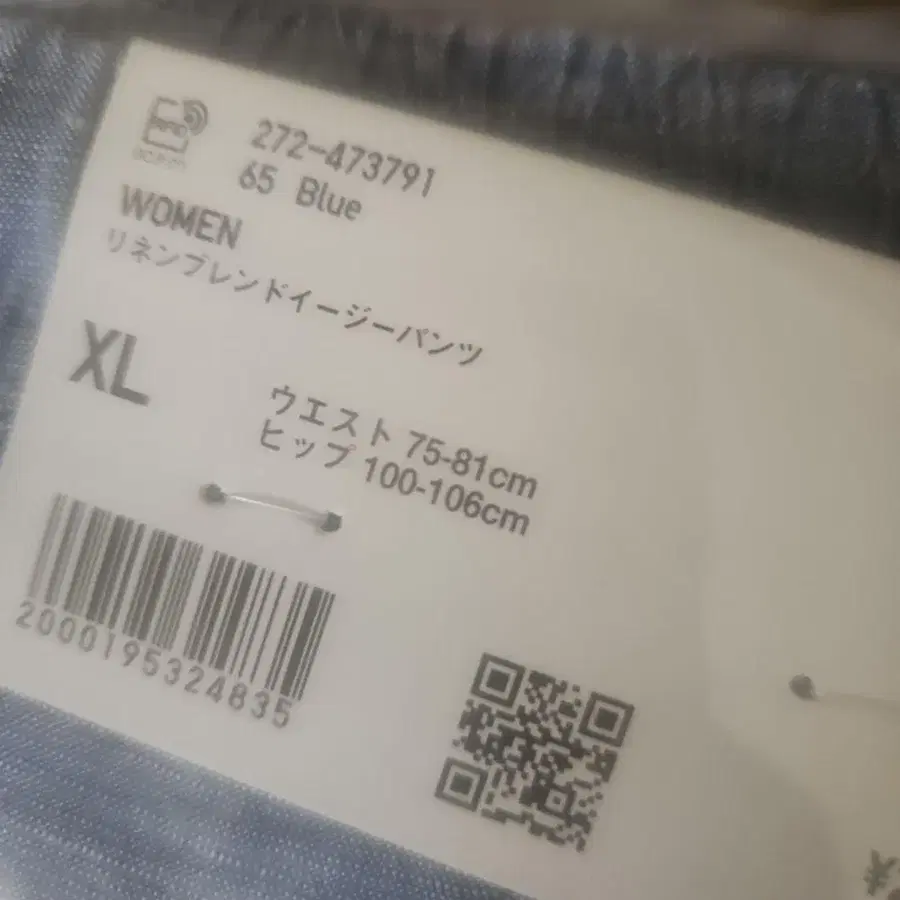 272-473791
65 Blue
WOMEN
リネンブレンドイージーパンツ
XL
ウエスト 75-81cm
ヒップ 100-106cm
2000195324835
¥